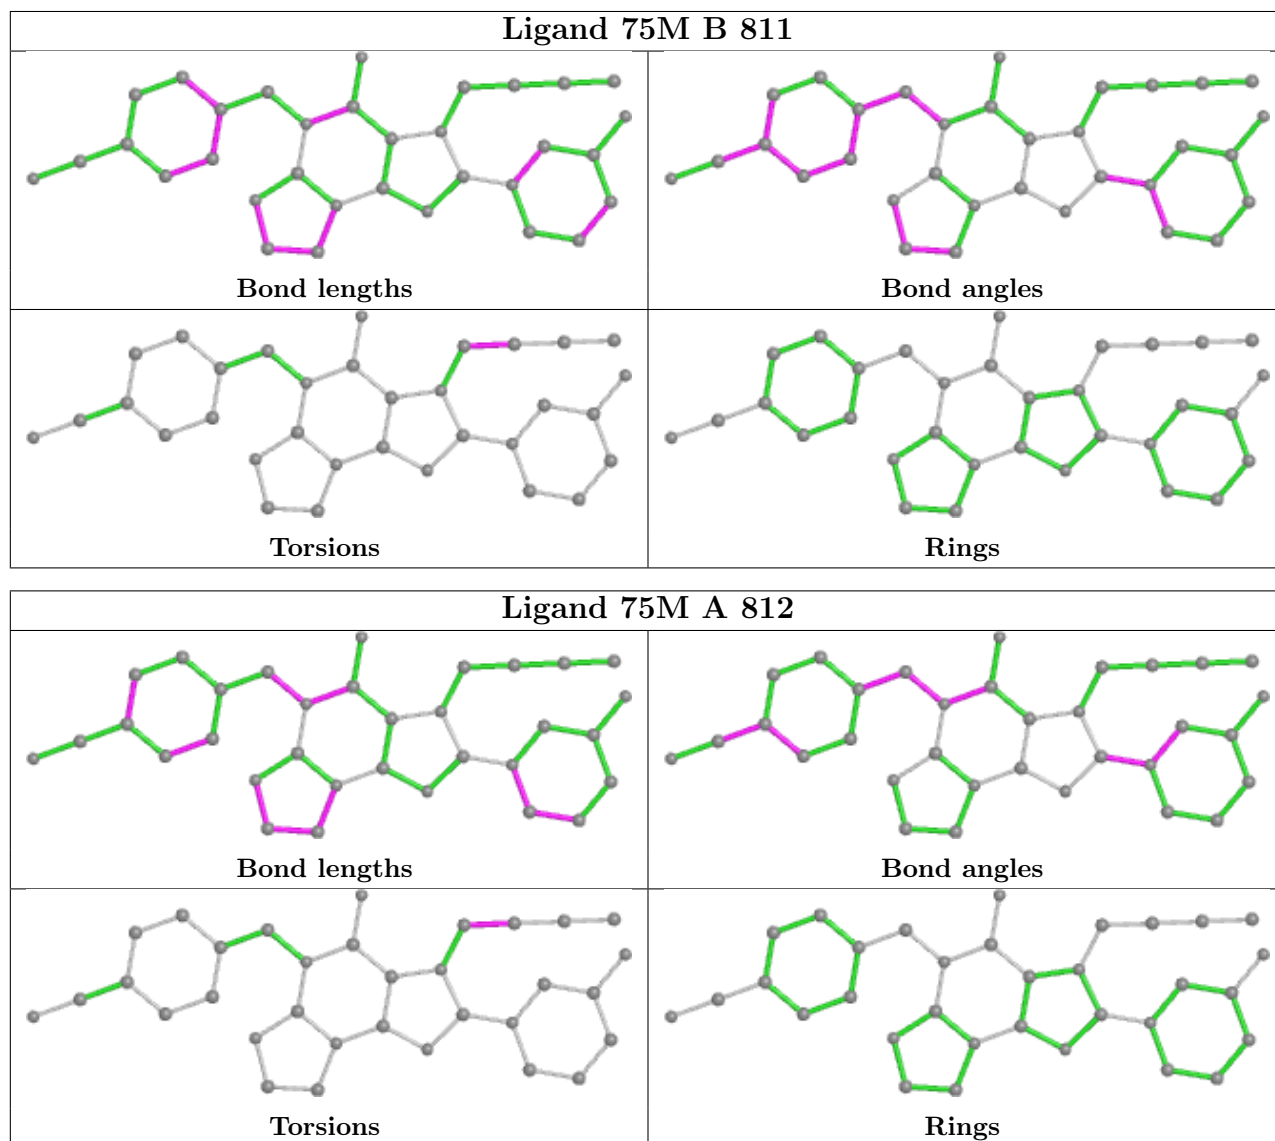 Ligand 75M B 811
Bond lengths
Bond angles
Torsions
Rings
Ligand 75M A 812
Bond lengths
Bond angles
Torsions
Rings